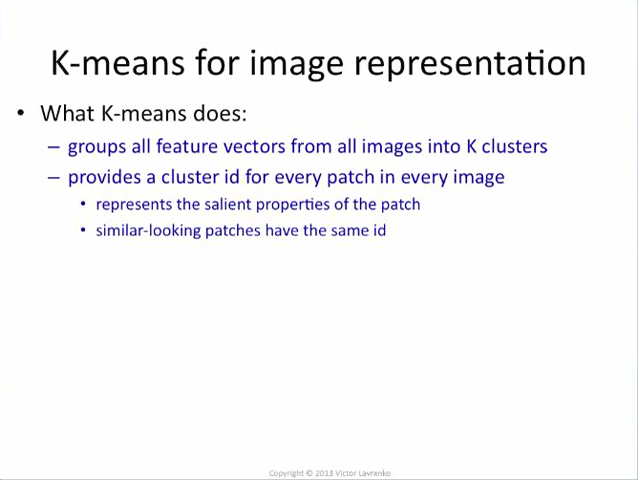 K-means for image representation
• What K-means does:
– groups all feature vectors from all images into K clusters
– provides a cluster id for every patch in every image
• represents the salient properties of the patch
• similar-looking patches have the same id
Copyright © 2013 Victor Lavrenko